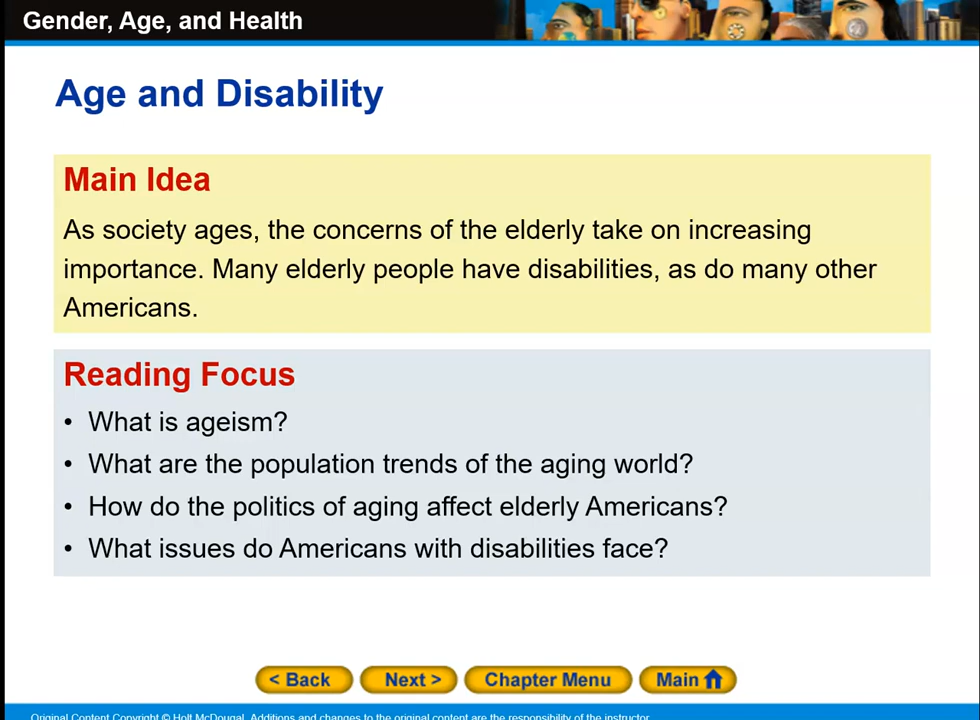 Gender, Age, and Health
Age and Disability
Main Idea
As society ages, the concerns of the elderly take on increasing
importance. Many elderly people have disabilities, as do many other
Americans.
Reading Focus
• What is ageism?
• What are the population trends of the aging world?
• How do the politics of aging affect elderly Americans?
• What issues do Americans with disabilities face?
< Back
Next >
Chapter Menu
Main
Original Content Copyright © Holt McDougal. Additions and changes to the original content are the responsibility of the instructor.